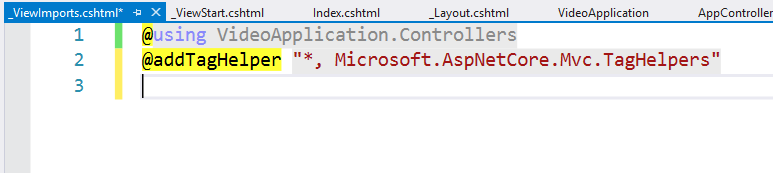 _ViewImports.cshtml* _ViewStart.cshtml Index.cshtml _Layout.cshtml VideoApplication AppController
1 @using VideoApplication.Controllers
2 @addTagHelper "*, Microsoft.AspNetCore.Mvc.TagHelpers"
3